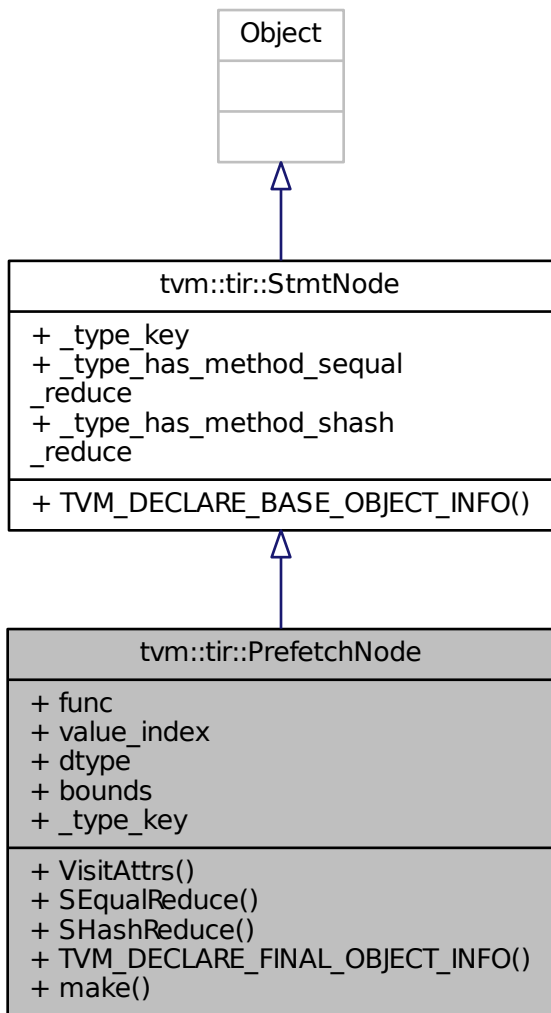 Object
tvm::tir::StmtNode
+ _type_key
+ _type_has_method_sequal
_reduce
+ _type_has_method_shash
_reduce
+ TVM_DECLARE_BASE_OBJECT_INFO()
tvm::tir::PrefetchNode
+ func
+ value_index
+ dtype
+ bounds
+ _type_key
+ VisitAttrs()
+ SEqualReduce()
+ SHashReduce()
+ TVM_DECLARE_FINAL_OBJECT_INFO()
+ make()